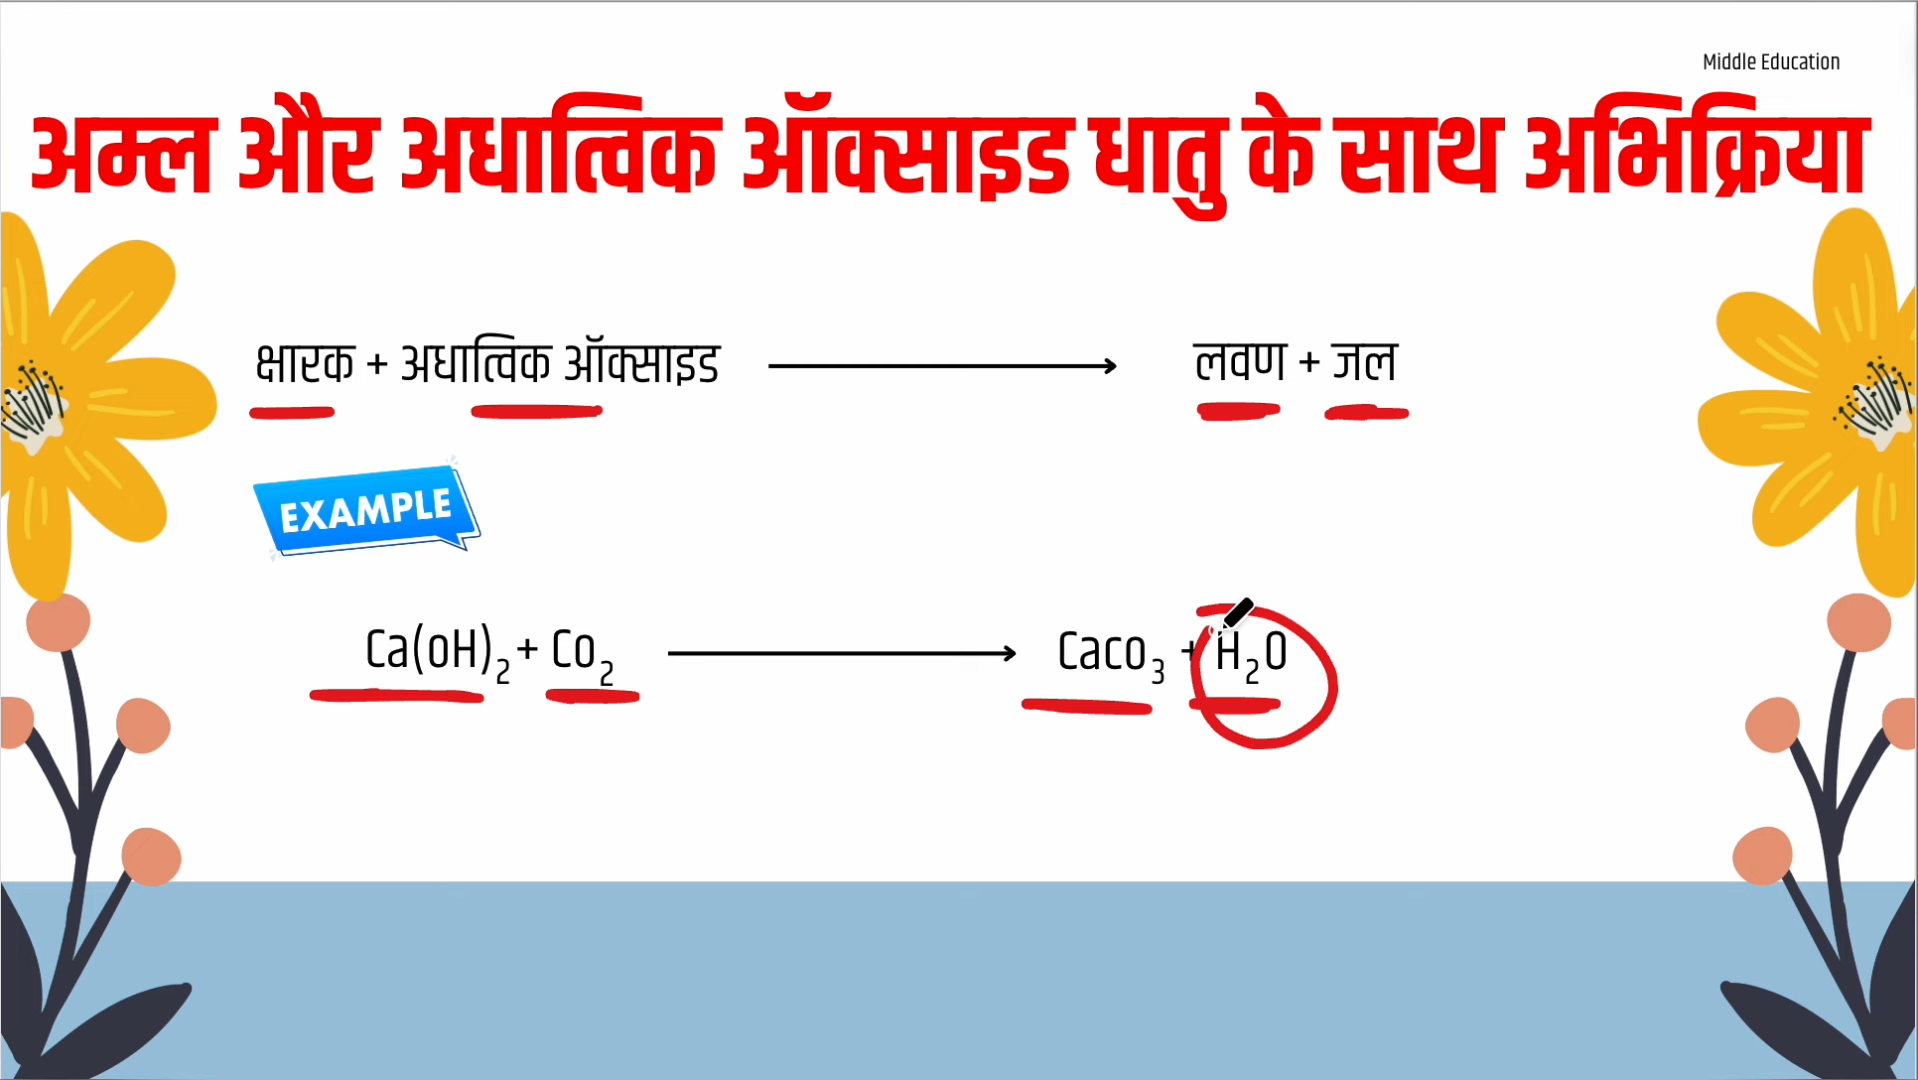 Middle Education
अम्ल और अधात्विक ऑक्साइड धातु के साथ अभिक्रिया
क्षारक + अधात्विक ऑक्साइड → लवण + जल
EXAMPLE
Ca(oH)₂ + Co₂ → Caco₃ + H₂O